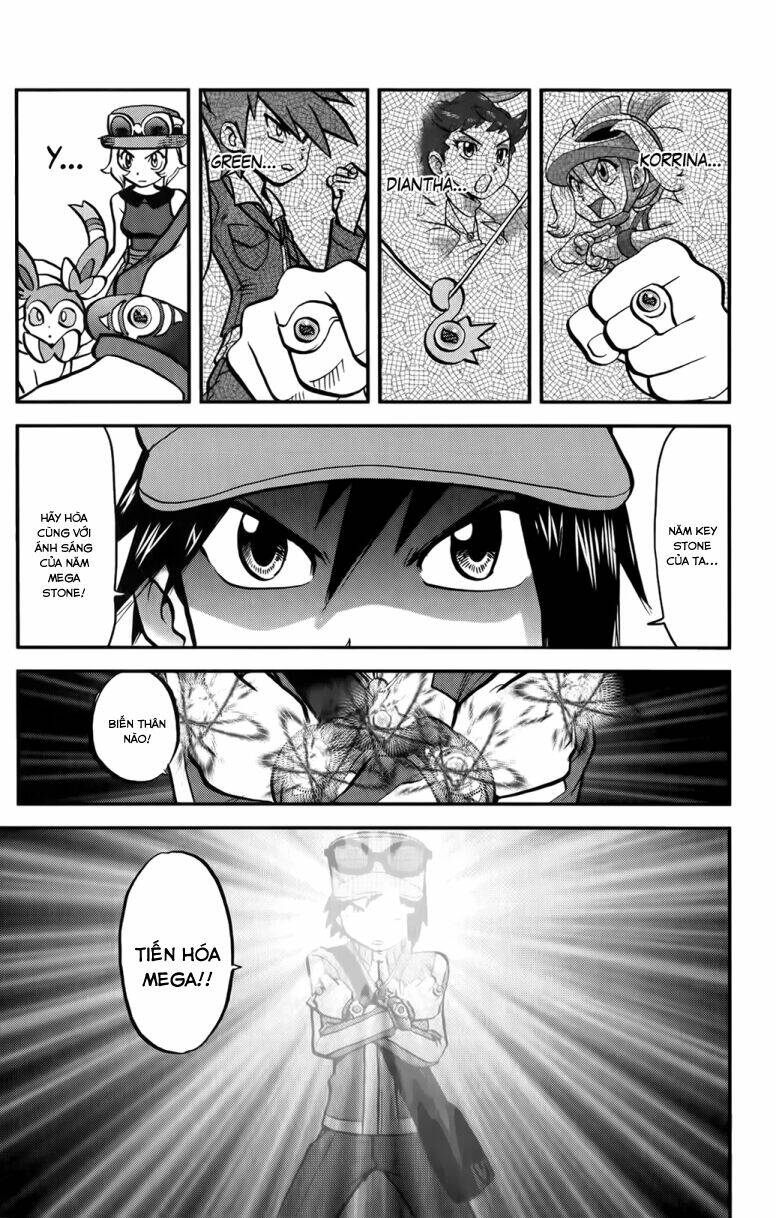 KORRINA...
DIANTHA...
GREEN...
Y...
NĂM KEY
STONE
CỦA TA...
HÃY HÒA
CÙNG VỚI
ÁNH SÁNG
CỦA NĂM
MEGA
STONE!
BIẾN THÂN
NÀO!
TIẾN HÓA
MEGA!!